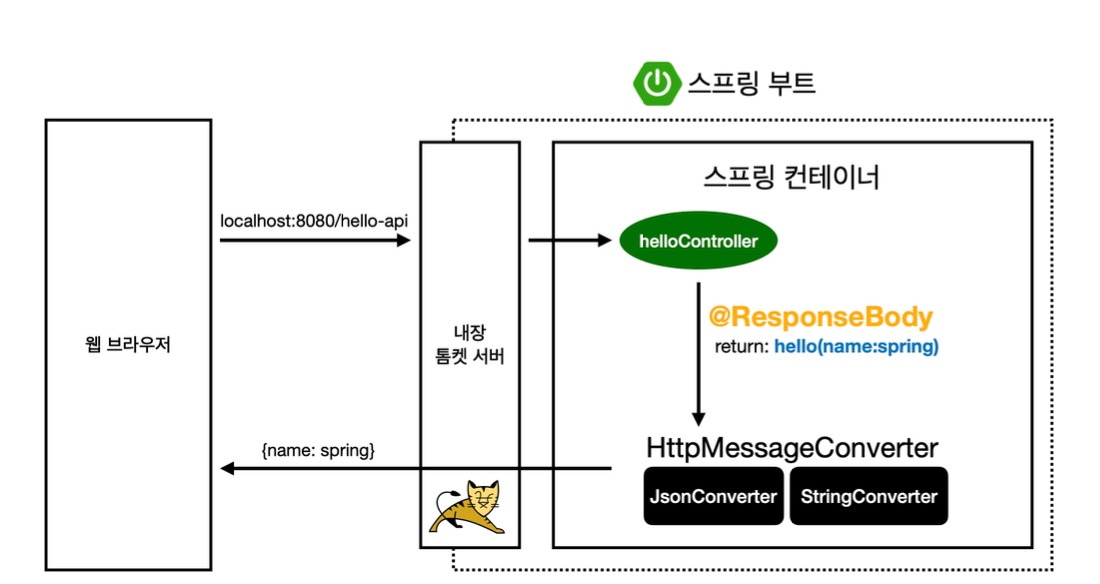 스프링 부트
스프링 컨테이너
localhost:8080/hello-api
helloController
@ResponseBody
return: hello(name:spring)
웹 브라우저
내장
톰켓 서버
HttpMessageConverter
{name: spring}
JsonConverter
StringConverter